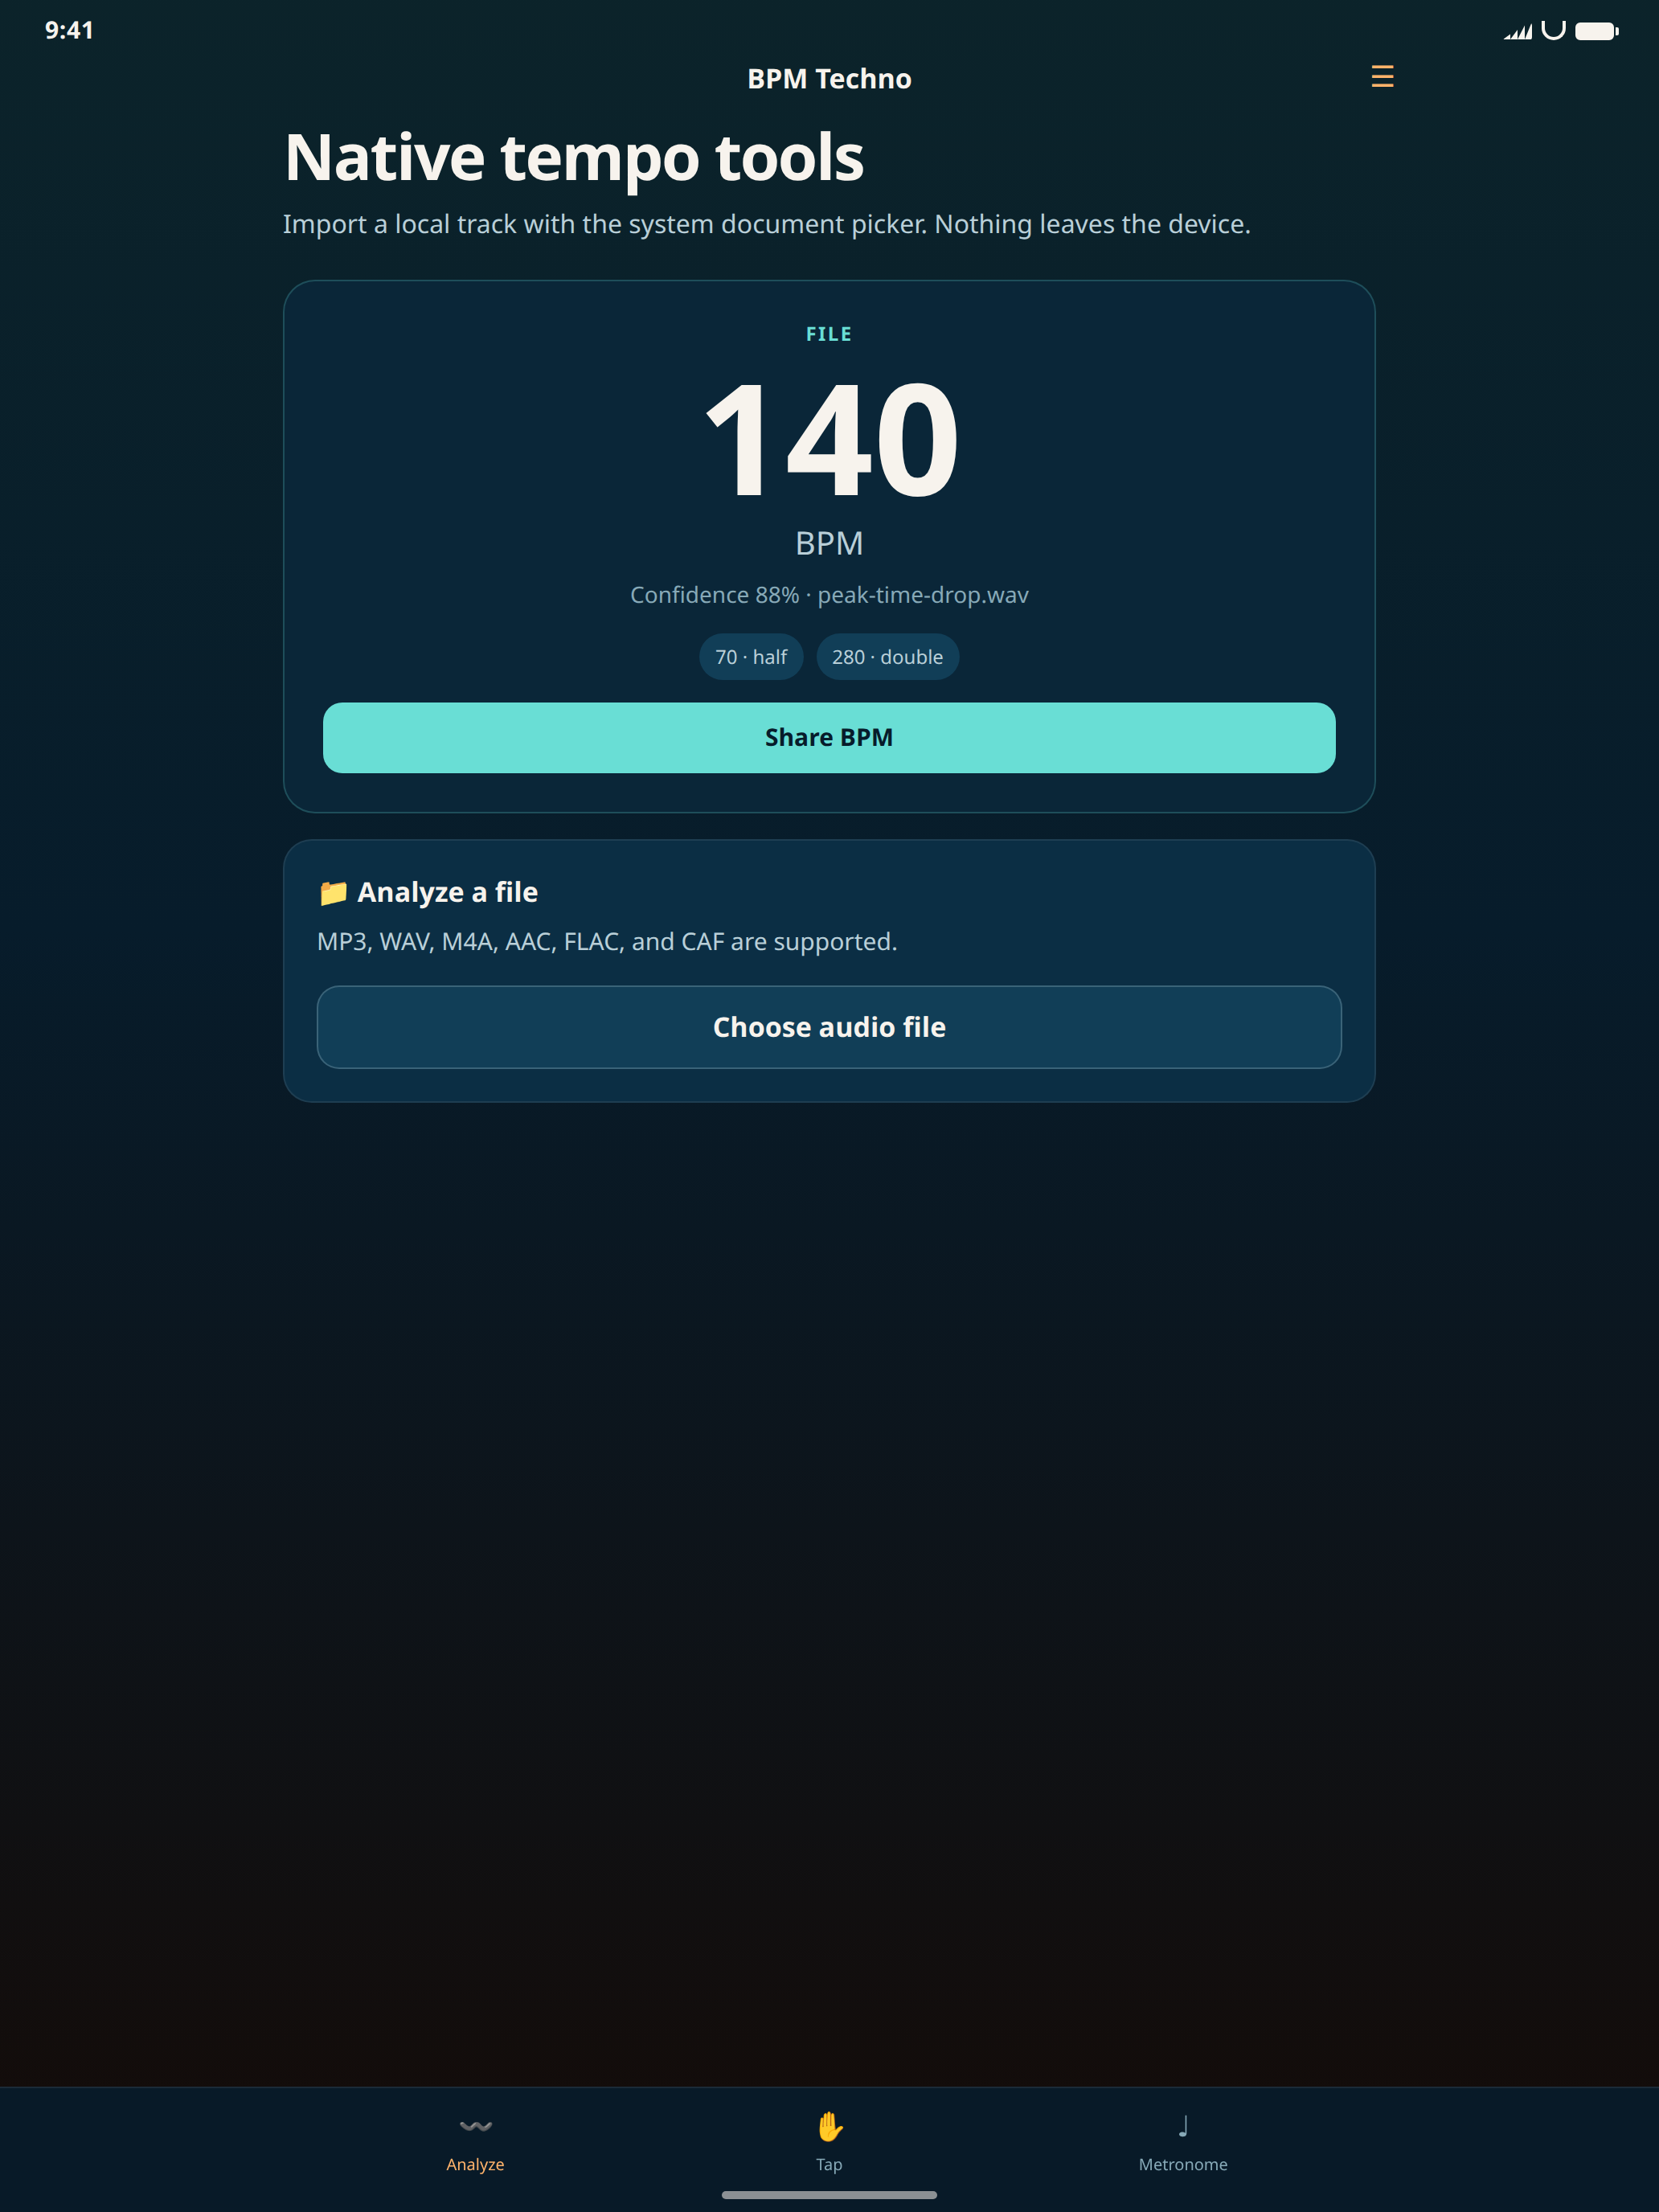 9:41
BPM Techno
Native tempo tools
Import a local track with the system document picker. Nothing leaves the device.
FILE
140
BPM
Confidence 88% · peak-time-drop.wav
70 · half
280 · double
Share BPM
📁 Analyze a file
MP3, WAV, M4A, AAC, FLAC, and CAF are supported.
Choose audio file
Analyze
Tap
Metronome